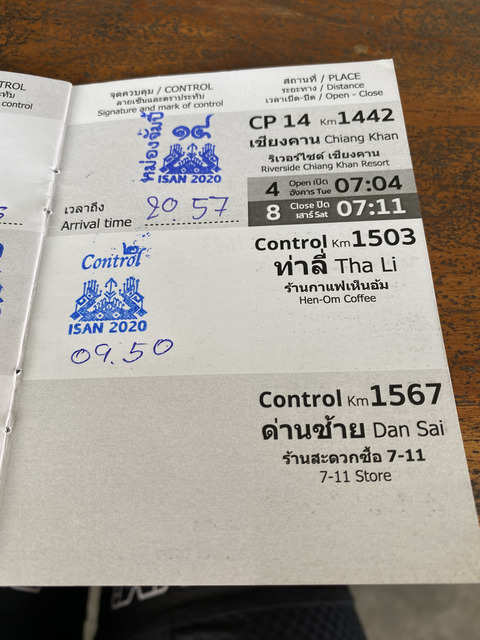 TROL
ทับ
control
จุดควบคุม / CONTROL
ลายเซ็นและตราประทับ
Signature and mark of control
สถานที่ / PLACE
ระยะทาง / Distance
เวลาเปิด-ปิด / Open - Close
๑๔
ISAN 2020
เวลาถึง
Arrival time 20.57
CP 14 Km 1442
เชียงคาน Chiang Khan
ริเวอร์ไซด์ เชียงคาน
Riverside Chiang Khan Resort
4 Open เปิด อังคาร Tue 07:04
8 Close ปิด เสาร์ Sat 07:11
Control
ISAN 2020
09.50
Control Km 1503
ท่าลี่ Tha Li
ร้านกาแฟเห็นอ้ม
Hen-Om Coffee
Control Km 1567
ด่านซ้าย Dan Sai
ร้านสะดวกซื้อ 7-11
7-11 Store